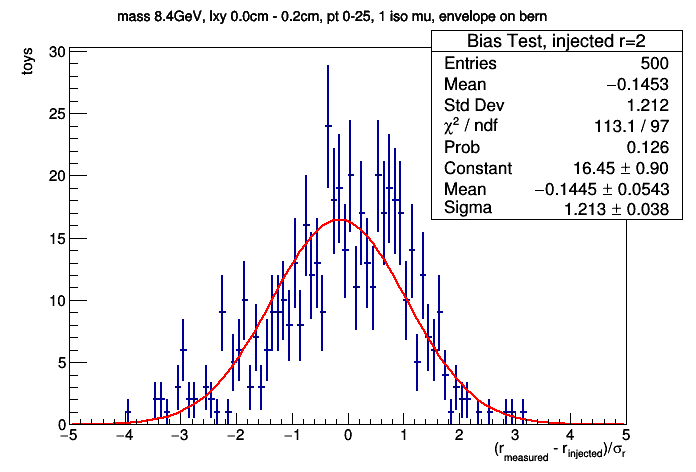 mass 8.4GeV, lxy 0.0cm - 0.2cm, pt 0-25, 1 iso mu, envelope on bern
Bias Test, injected r=2
Entries 500
Mean −0.1453
Std Dev 1.212
χ² / ndf 113.1 / 97
Prob 0.126
Constant 16.45 ± 0.90
Mean −0.1445 ± 0.0543
Sigma 1.213 ± 0.038
toys
30
25
20
15
10
5
0
−5 −4 −3 −2 −1 0 1 2 3 4 5
(r_measured - r_injected)/σ_r